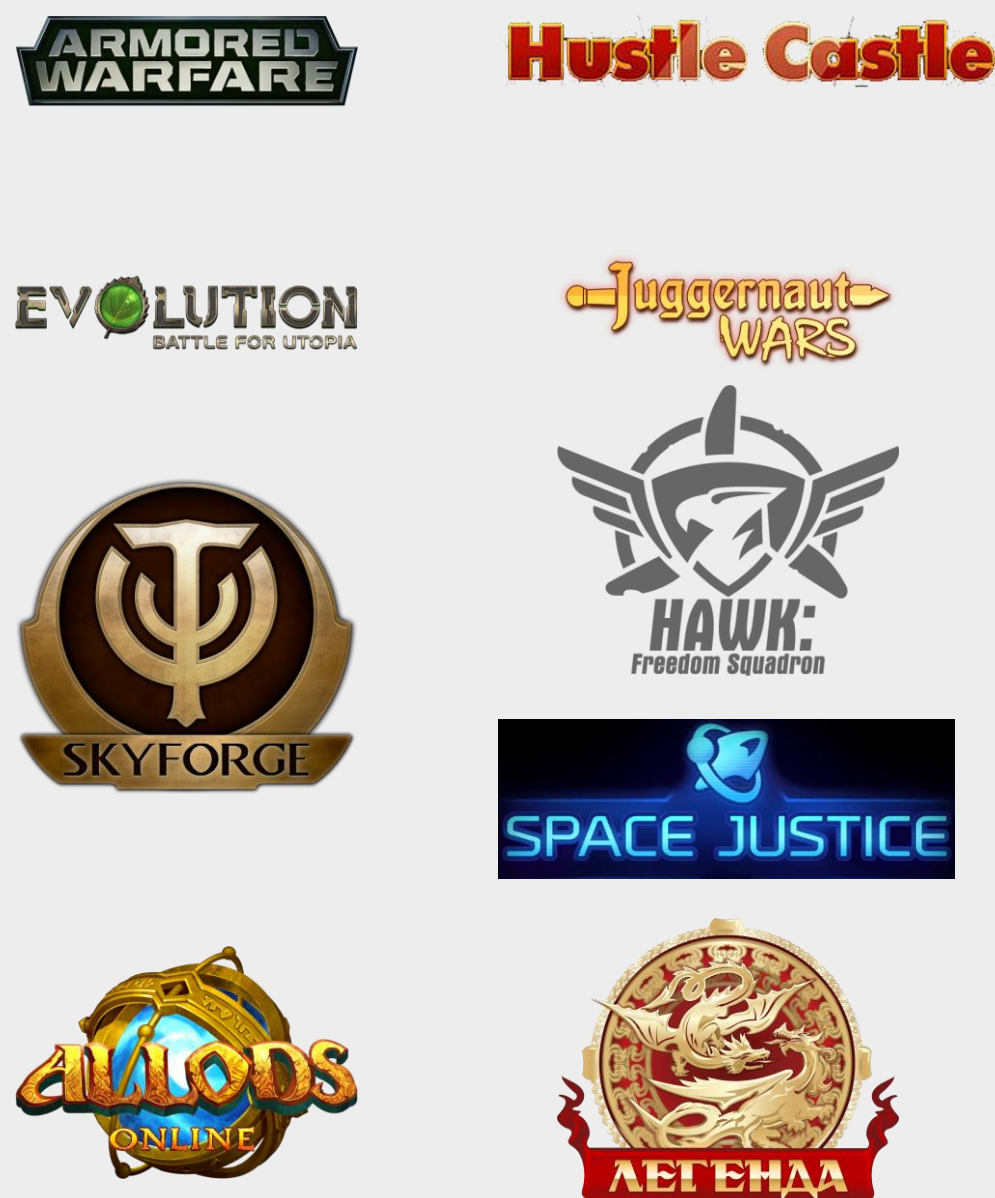 ARMORED
WARFARE
Hustle Castle
EVOLUTION
BATTLE FOR UTOPIA
Juggernaut
WARS
HAWK:
Freedom Squadron
SKYFORGE
SPACE JUSTICE
ALLODS
ONLINE
ЛЕГЕНДА